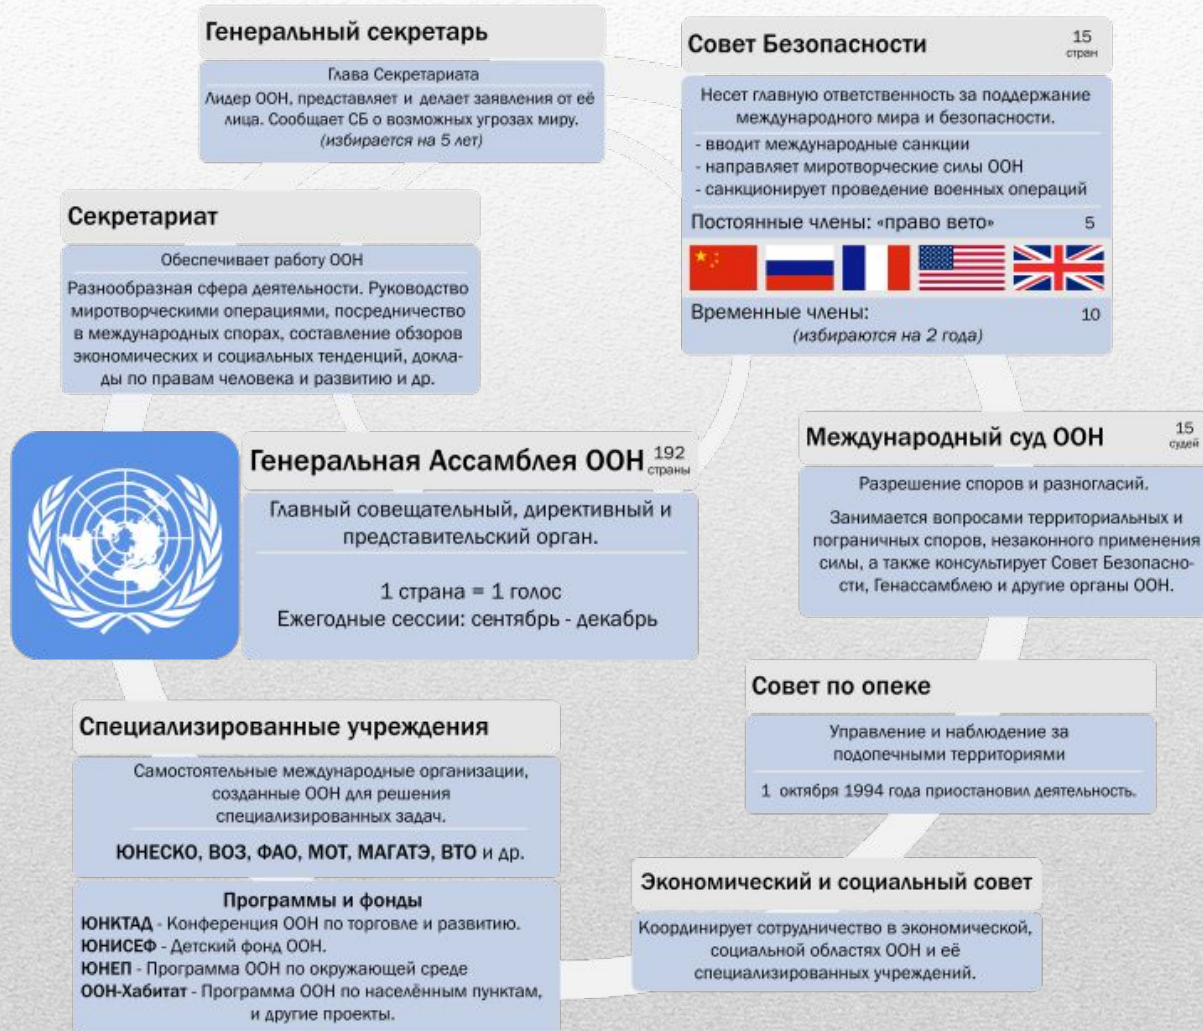 Генеральный секретарь
Глава Секретариата
Лидер ООН, представляет и делает заявления от её
лица. Сообщает СБ о возможных угрозах миру.
(избирается на 5 лет)
Совет Безопасности
15
стран
Несет главную ответственность за поддержание
международного мира и безопасности.
- вводит международные санкции
- направляет миротворческие силы ООН
- санкционирует проведение военных операций
Постоянные члены: «право вето» 5
Временные члены: 10
(избираются на 2 года)
Секретариат
Обеспечивает работу ООН
Разнообразная сфера деятельности. Руководство
миротворческими операциями, посредничество
в международных спорах, составление обзоров
экономических и социальных тенденций, докла-
ды по правам человека и развитию и др.
Генеральная Ассамблея ООН
192
страны
Главный совещательный, директивный и
представительский орган.
1 страна = 1 голос
Ежегодные сессии: сентябрь - декабрь
Международный суд ООН
15
судей
Разрешение споров и разногласий.
Занимается вопросами территориальных и
пограничных споров, незаконного применения
силы, а также консультирует Совет Безопасно-
сти, Генассамблею и другие органы ООН.
Совет по опеке
Управление и наблюдение за
подопечными территориями
1 октября 1994 года приостановил деятельность.
Специализированные учреждения
Самостоятельные международные организации,
созданные ООН для решения
специализированных задач.
ЮНЕСКО, ВОЗ, ФАО, МОТ, МАГАТЭ, ВТО и др.
Программы и фонды
ЮНКТАД - Конференция ООН по торговле и развитию.
ЮНИСЕФ - Детский фонд ООН.
ЮНЕП - Программа ООН по окружающей среде
ООН-Хабитат - Программа ООН по населённым пунктам,
и другие проекты.
Экономический и социальный совет
Координирует сотрудничество в экономической,
социальной областях ООН и её
специализированных учреждений.